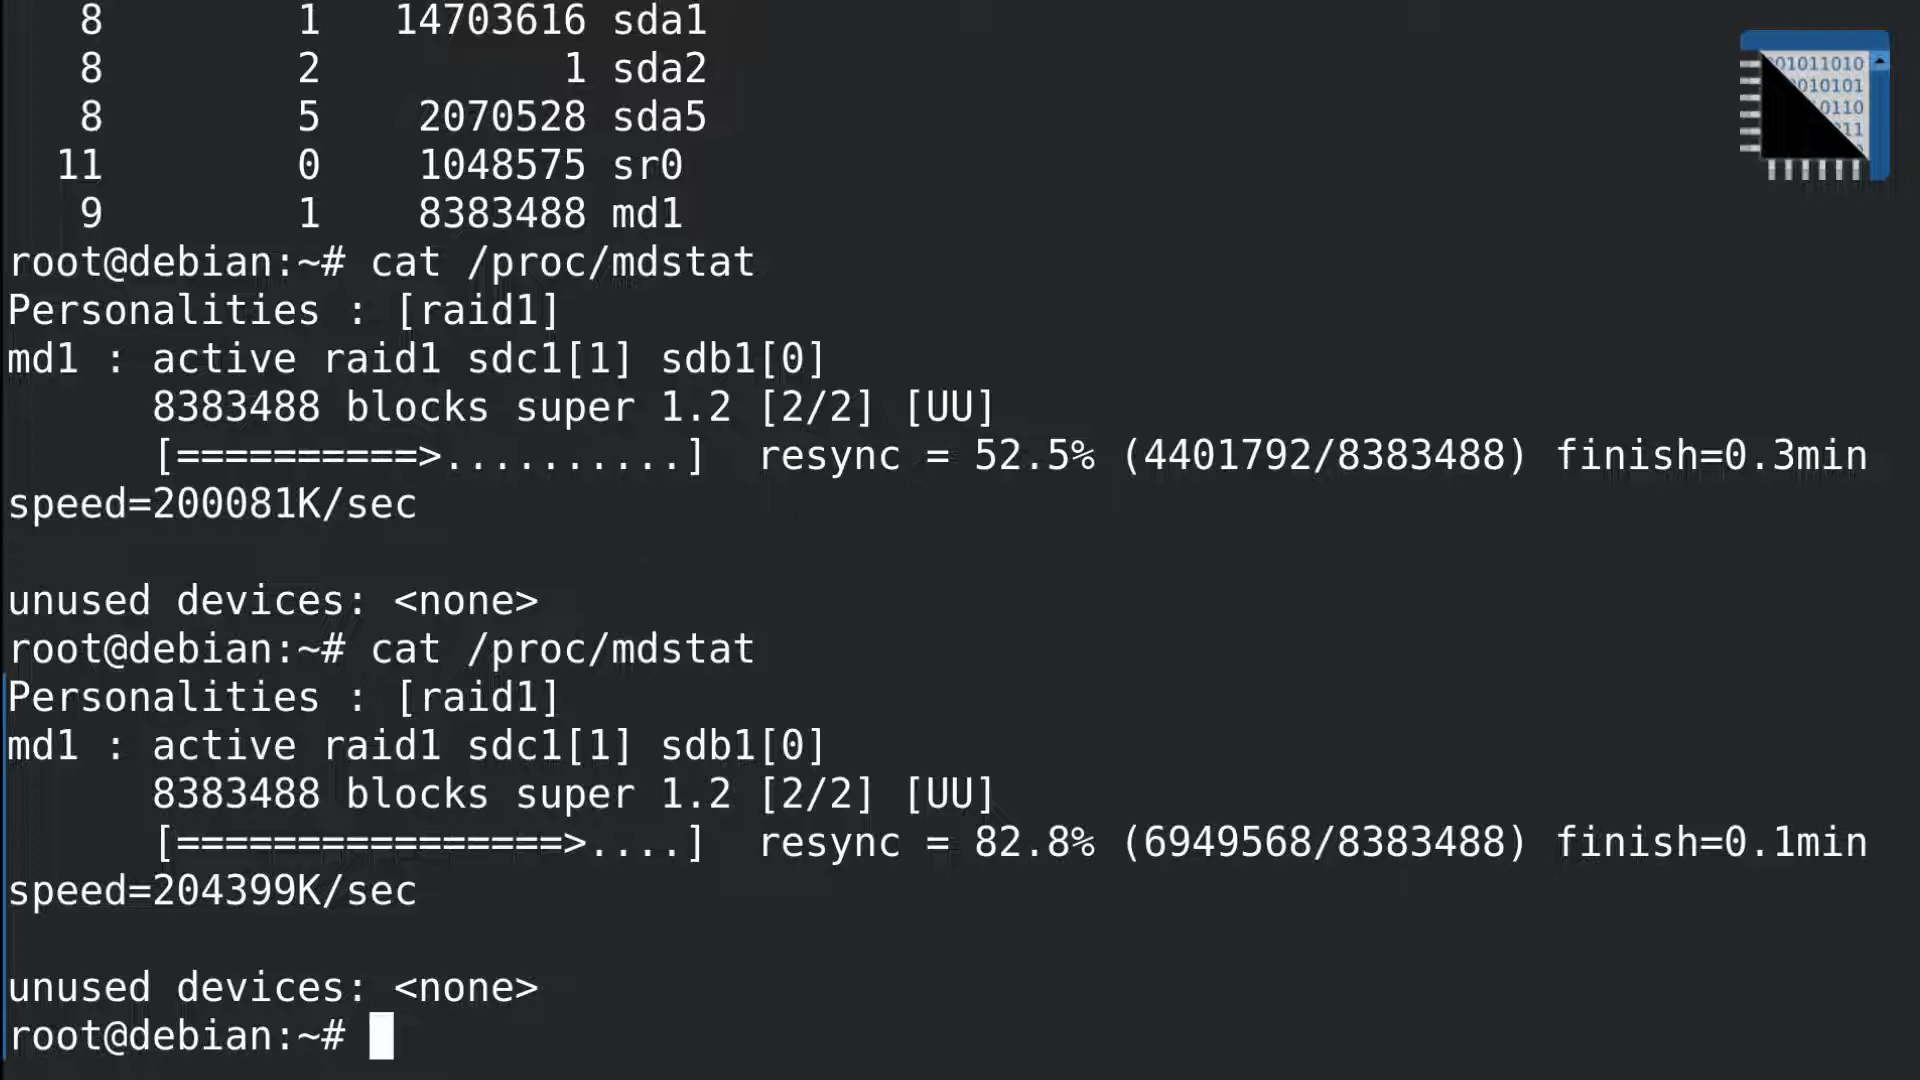 8 1 14703616 sda1
8 2 1 sda2
8 5 2070528 sda5
11 0 1048575 sr0
9 1 8383488 md1
root@debian:~# cat /proc/mdstat
Personalities : [raid1]
md1 : active raid1 sdc1[1] sdb1[0]
8383488 blocks super 1.2 [2/2] [UU]
[==========>..........] resync = 52.5% (4401792/8383488) finish=0.3min
speed=200081K/sec
unused devices: <none>
root@debian:~# cat /proc/mdstat
Personalities : [raid1]
md1 : active raid1 sdc1[1] sdb1[0]
8383488 blocks super 1.2 [2/2] [UU]
[================>....] resync = 82.8% (6949568/8383488) finish=0.1min
speed=204399K/sec
unused devices: <none>
root@debian:~#
001011010
010101
0110
011